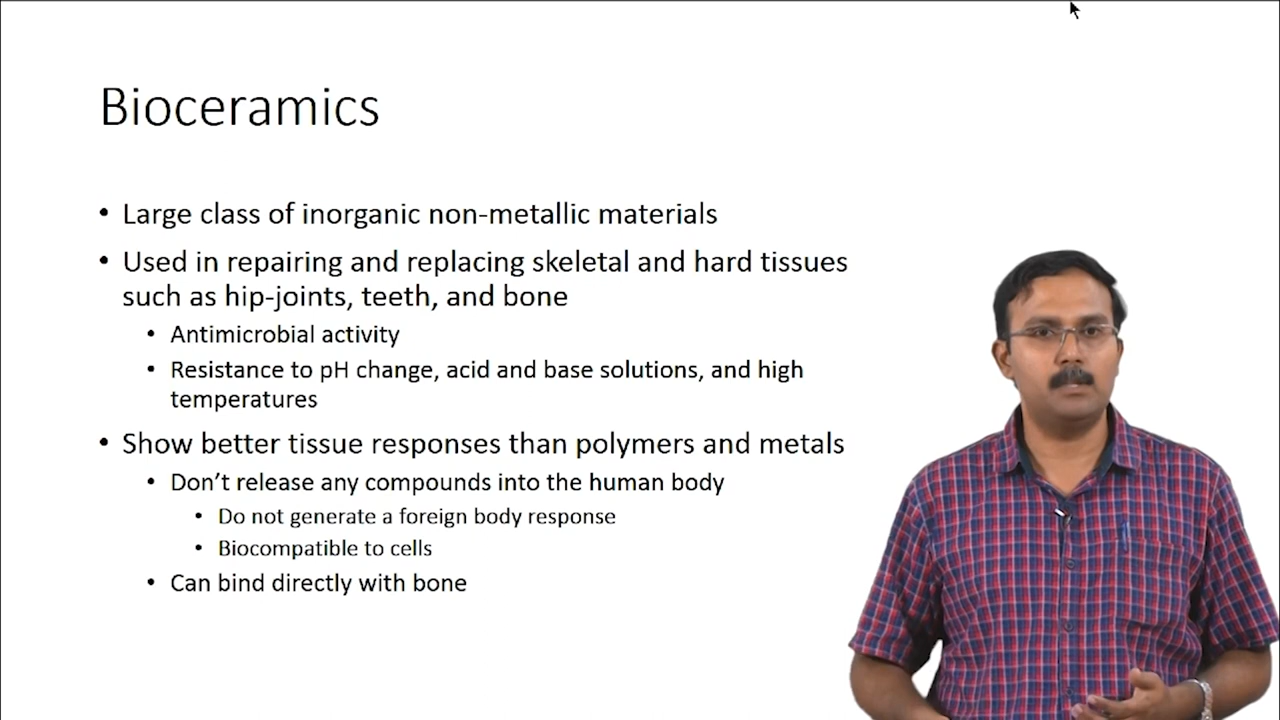 Bioceramics
• Large class of inorganic non-metallic materials
• Used in repairing and replacing skeletal and hard tissues
such as hip-joints, teeth, and bone
• Antimicrobial activity
• Resistance to pH change, acid and base solutions, and high
temperatures
• Show better tissue responses than polymers and metals
• Don’t release any compounds into the human body
• Do not generate a foreign body response
• Biocompatible to cells
• Can bind directly with bone